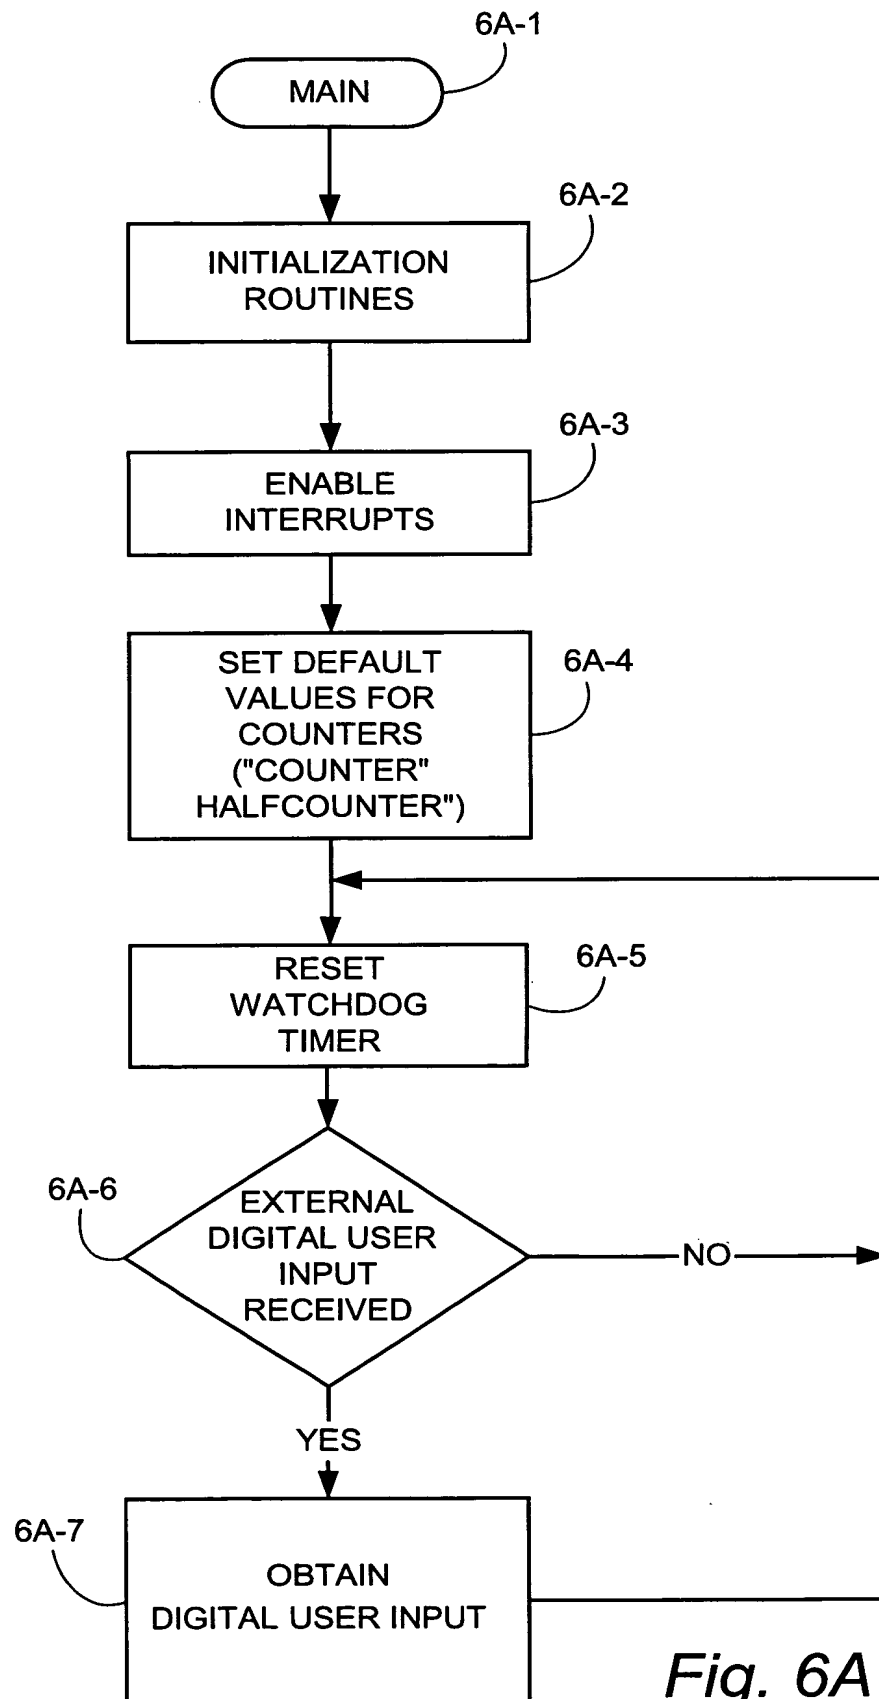 6A-1
MAIN
6A-2
INITIALIZATION
ROUTINES
6A-3
ENABLE
INTERRUPTS
6A-4
SET DEFAULT
VALUES FOR
COUNTERS
("COUNTER"
HALFCOUNTER")
6A-5
RESET
WATCHDOG
TIMER
6A-6
EXTERNAL
DIGITAL USER
INPUT
RECEIVED
NO
YES
6A-7
OBTAIN
DIGITAL USER INPUT
Fig. 6A